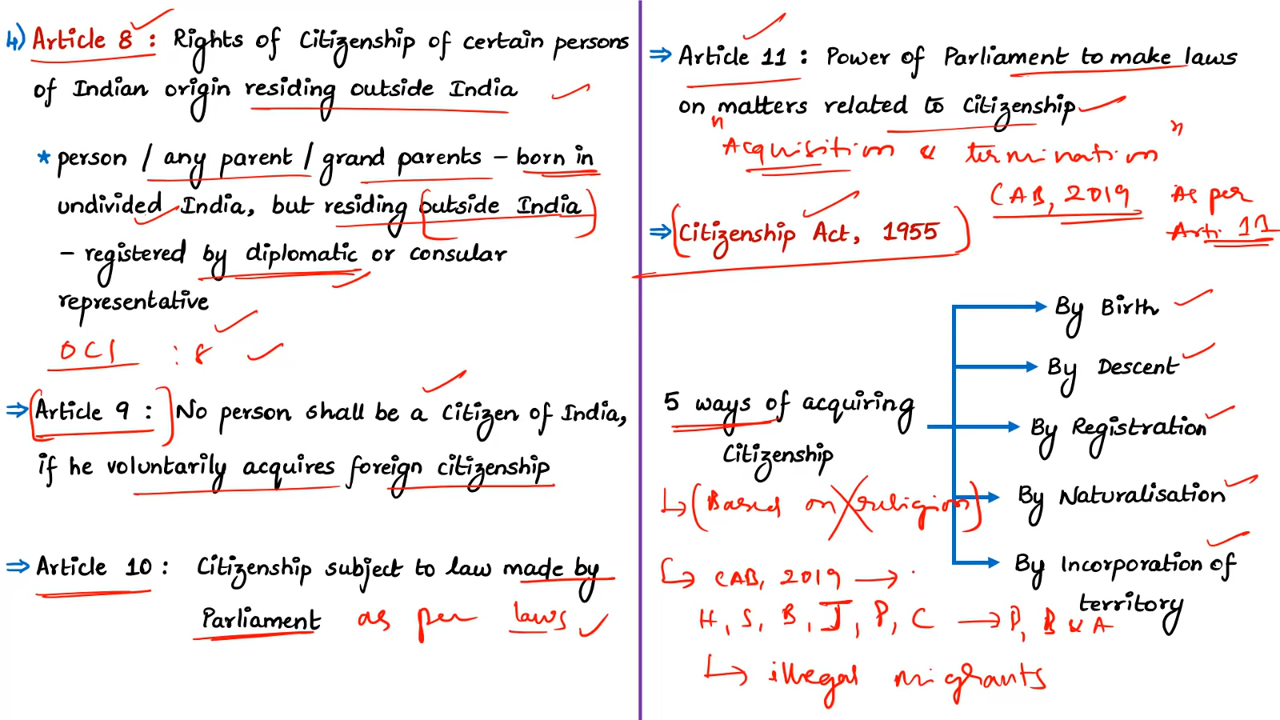 4) Article 8 : Rights of Citizenship of certain persons
of Indian origin residing outside India
* person / any parent / grand parents – born in
undivided India, but residing (outside India)
– registered by diplomatic or consular
representative
OCI : 8
⇒ [Article 9 :] No person shall be a citizen of India,
if he voluntarily acquires foreign citizenship
⇒ Article 10 : Citizenship subject to law made by
Parliament as per laws
⇒ Article 11 : Power of Parliament to make laws
on matters related to Citizenship
"Acquisition & termination"
CAB, 2019 As per
Arti. 11
⇒ (Citizenship Act, 1955)
5 ways of acquiring
Citizenship
By Birth
By Descent
By Registration
By Naturalisation
By Incorporation of
territory
↳ (Based on religion)
↳ CAB, 2019 →
H, S, B, J, P, C → P, B & A
↳ illegal migrants